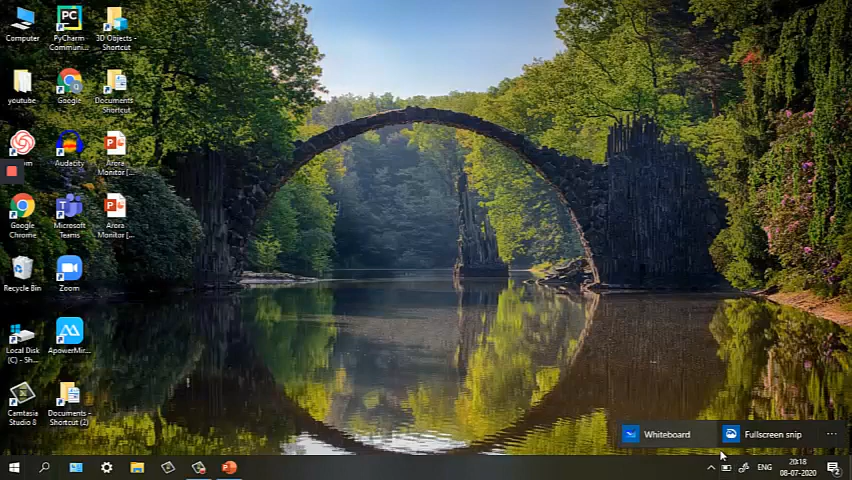 Computer
PyCharm
Communi...
3D Objects -
Shortcut
youtube
Google
Documents
Shortcut
Audacity
Arora
Monitor [...
Google
Chrome
Microsoft
Teams
Arora
Monitor [...
Recycle Bin
Zoom
Local Disk
(C) - Sh...
ApowerMir...
Camtasia
Studio 8
Documents -
Shortcut (2)
Whiteboard
Fullscreen snip
ENG
20:18
08-07-2020